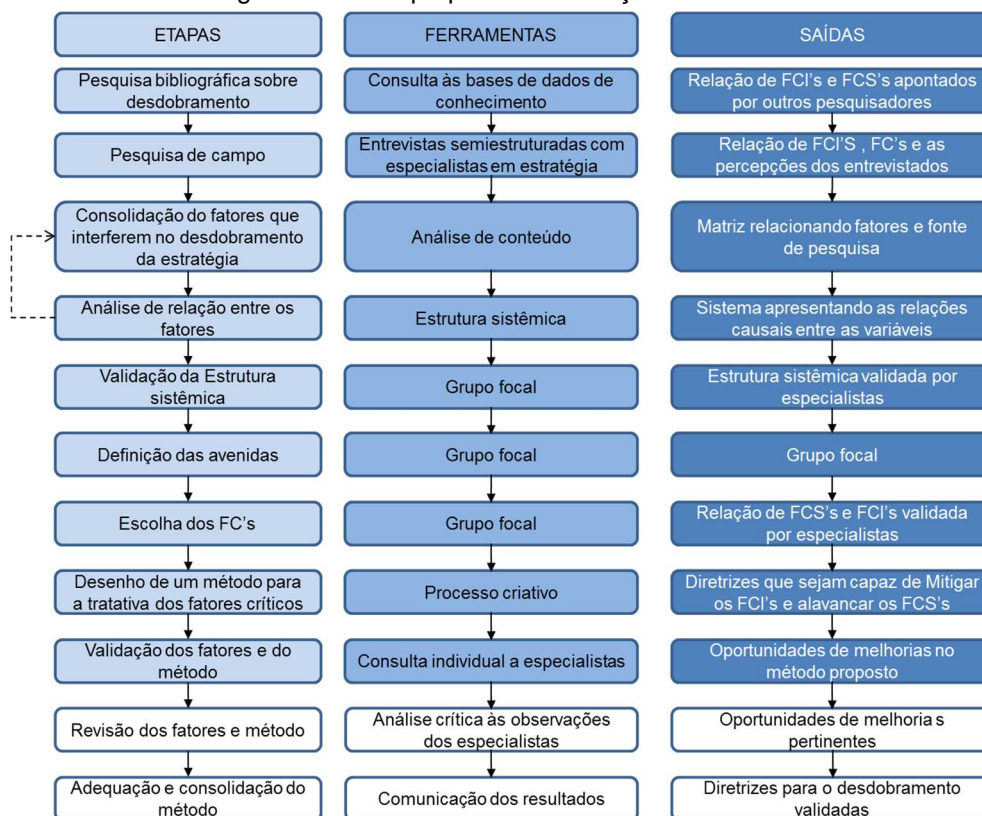 ETAPAS
FERRAMENTAS
SAÍDAS
Pesquisa bibliográfica sobre
desdobramento
Consulta às bases de dados de
conhecimento
Relação de FCI's e FCS's apontados
por outros pesquisadores
Pesquisa de campo
Entrevistas semiestruturadas com
especialistas em estratégia
Relação de FCI'S , FC's e as
percepções dos entrevistados
Consolidação do fatores que
interferem no desdobramento
da estratégia
Análise de conteúdo
Matriz relacionando fatores e fonte
de pesquisa
Análise de relação entre os
fatores
Estrutura sistêmica
Sistema apresentando as relações
causais entre as variáveis
Validação da Estrutura
sistêmica
Grupo focal
Estrutura sistêmica validada por
especialistas
Definição das avenidas
Grupo focal
Grupo focal
Escolha dos FC's
Grupo focal
Relação de FCS's e FCI's validada
por especialistas
Desenho de um método para
a tratativa dos fatores críticos
Processo criativo
Diretrizes que sejam capaz de Mitigar
os FCI's e alavancar os FCS's
Validação dos fatores e do
método
Consulta individual a especialistas
Oportunidades de melhorias no
método proposto
Revisão dos fatores e método
Análise crítica às observações
dos especialistas
Oportunidades de melhoria s
pertinentes
Adequação e consolidação do
método
Comunicação dos resultados
Diretrizes para o desdobramento
validadas